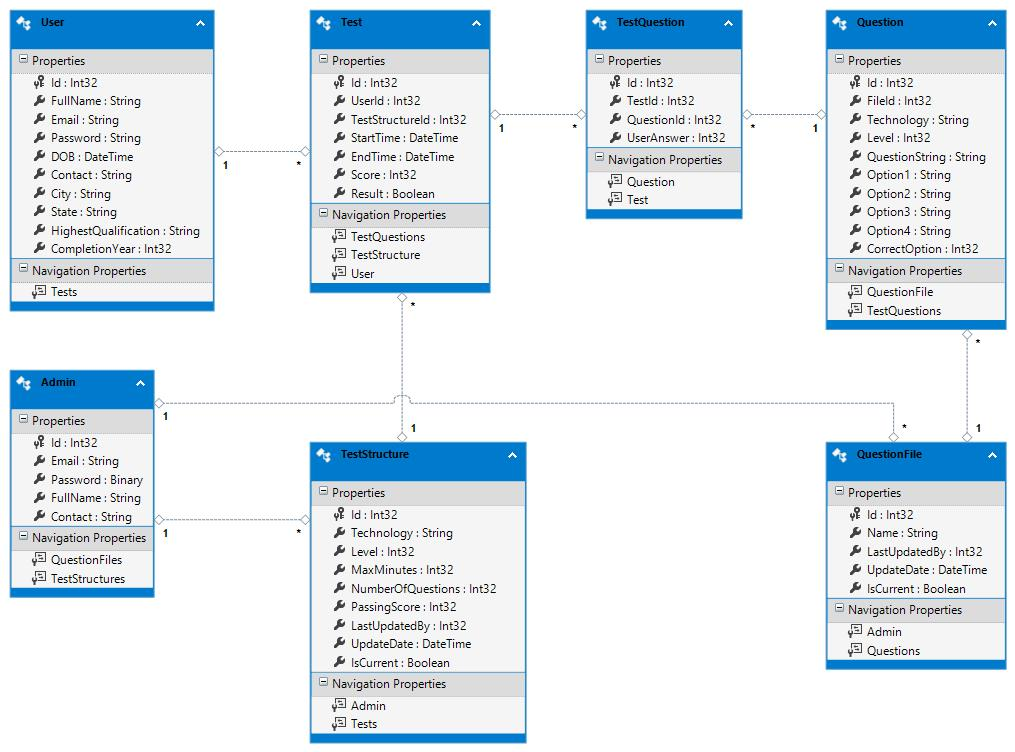 User
Properties
Id : Int32
FullName : String
Email : String
Password : String
DOB : DateTime
Contact : String
City : String
State : String
HighestQualification : String
CompletionYear : Int32
Navigation Properties
Tests
1
*
Test
Properties
Id : Int32
UserId : Int32
TestStructureId : Int32
StartTime : DateTime
EndTime : DateTime
Score : Int32
Result : Boolean
Navigation Properties
TestQuestions
TestStructure
User
1
*
TestQuestion
Properties
Id : Int32
TestId : Int32
QuestionId : Int32
UserAnswer : Int32
Navigation Properties
Question
Test
*
1
Question
Properties
Id : Int32
FileId : Int32
Technology : String
Level : Int32
QuestionString : String
Option1 : String
Option2 : String
Option3 : String
Option4 : String
CorrectOption : Int32
Navigation Properties
QuestionFile
TestQuestions
*
*
Admin
Properties
Id : Int32
Email : String
Password : Binary
FullName : String
Contact : String
Navigation Properties
QuestionFiles
TestStructures
1
1
*
1
TestStructure
Properties
Id : Int32
Technology : String
Level : Int32
MaxMinutes : Int32
NumberOfQuestions : Int32
PassingScore : Int32
LastUpdatedBy : Int32
UpdateDate : DateTime
IsCurrent : Boolean
Navigation Properties
Admin
Tests
*
1
QuestionFile
Properties
Id : Int32
Name : String
LastUpdatedBy : Int32
UpdateDate : DateTime
IsCurrent : Boolean
Navigation Properties
Admin
Questions